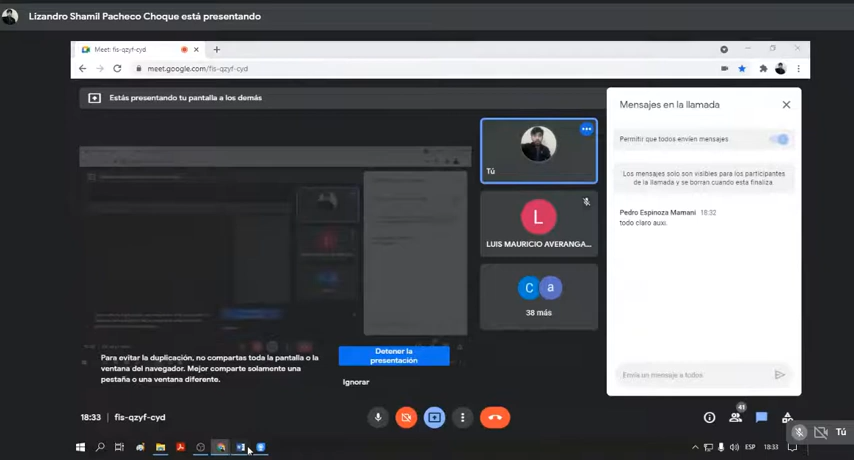 Lizandro Shamil Pacheco Choque está presentando
Meet: fis-qzyf-cyd
meet.google.com/fis-qzyf-cyd
Estás presentando tu pantalla a los demás
Mensajes en la llamada
Permitir que todos envíen mensajes
Los mensajes solo son visibles para los participantes
de la llamada y se borran cuando esta finaliza
Pedro Espinoza Mamani 18:32
todo claro auxi.
Tú
L
LUIS MAURICIO AVERANGA...
C a
38 más
Para evitar la duplicación, no compartas toda la pantalla o la
ventana del navegador. Mejor comparte solamente una
pestaña o una ventana diferente.
Detener la
presentación
Ignorar
Envía un mensaje a todos
18:33 fis-qzyf-cyd
41
Tú
ESP 18:33